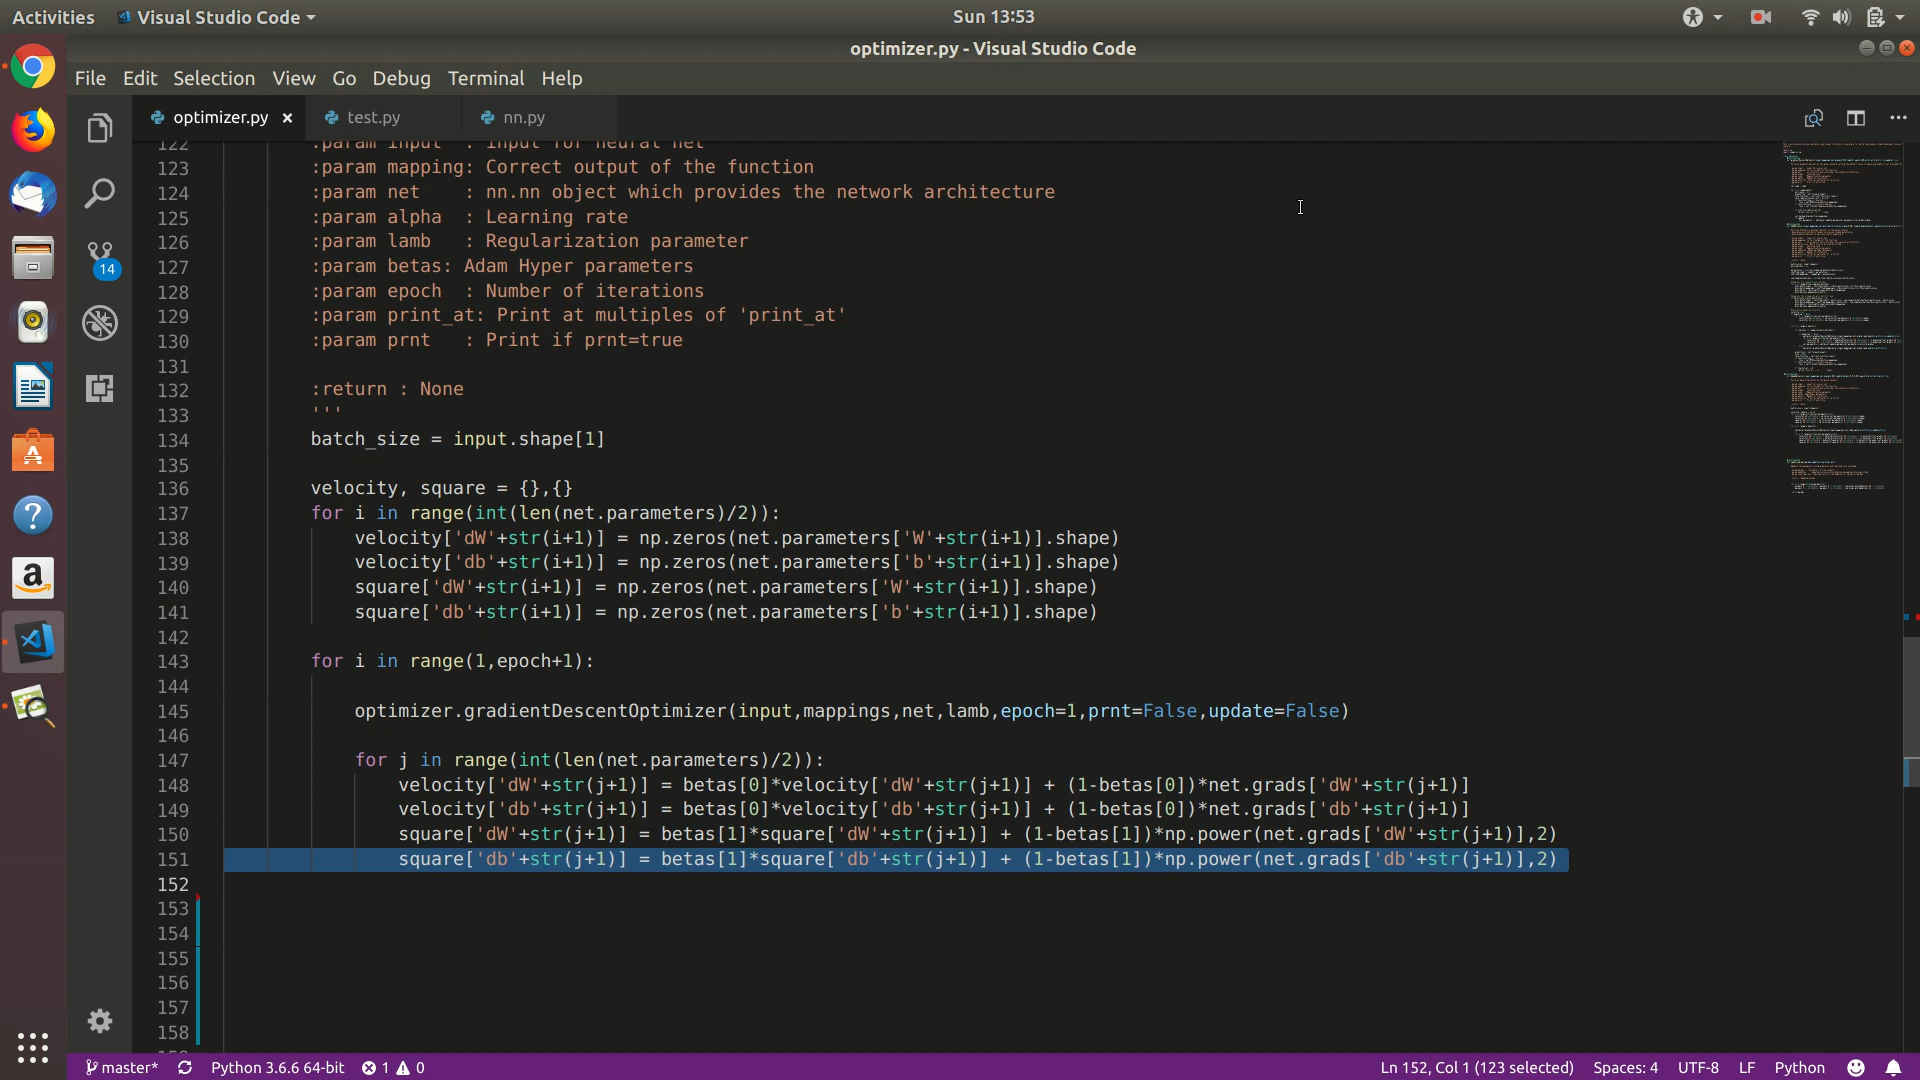 Activities Visual Studio Code Sun 13:53
optimizer.py - Visual Studio Code
File Edit Selection View Go Debug Terminal Help
optimizer.py × test.py nn.py
122 :param input : input for neural net
123 :param mapping: Correct output of the function
124 :param net : nn.nn object which provides the network architecture
125 :param alpha : Learning rate
126 :param lamb : Regularization parameter
127 :param betas: Adam Hyper parameters
128 :param epoch : Number of iterations
129 :param print_at: Print at multiples of 'print_at'
130 :param prnt : Print if prnt=true
131
132 :return : None
133 '''
134 batch_size = input.shape[1]
135
136 velocity, square = {},{}
137 for i in range(int(len(net.parameters)/2)):
138 velocity['dW'+str(i+1)] = np.zeros(net.parameters['W'+str(i+1)].shape)
139 velocity['db'+str(i+1)] = np.zeros(net.parameters['b'+str(i+1)].shape)
140 square['dW'+str(i+1)] = np.zeros(net.parameters['W'+str(i+1)].shape)
141 square['db'+str(i+1)] = np.zeros(net.parameters['b'+str(i+1)].shape)
142
143 for i in range(1,epoch+1):
144
145 optimizer.gradientDescentOptimizer(input,mappings,net,lamb,epoch=1,prnt=False,update=False)
146
147 for j in range(int(len(net.parameters)/2)):
148 velocity['dW'+str(j+1)] = betas[0]*velocity['dW'+str(j+1)] + (1-betas[0])*net.grads['dW'+str(j+1)]
149 velocity['db'+str(j+1)] = betas[0]*velocity['db'+str(j+1)] + (1-betas[0])*net.grads['db'+str(j+1)]
150 square['dW'+str(j+1)] = betas[1]*square['dW'+str(j+1)] + (1-betas[1])*np.power(net.grads['dW'+str(j+1)],2)
151 square['db'+str(j+1)] = betas[1]*square['db'+str(j+1)] + (1-betas[1])*np.power(net.grads['db'+str(j+1)],2)
152
153
154
155
156
157
158
14
master* Python 3.6.6 64-bit 1 0 Ln 152, Col 1 (123 selected) Spaces: 4 UTF-8 LF Python